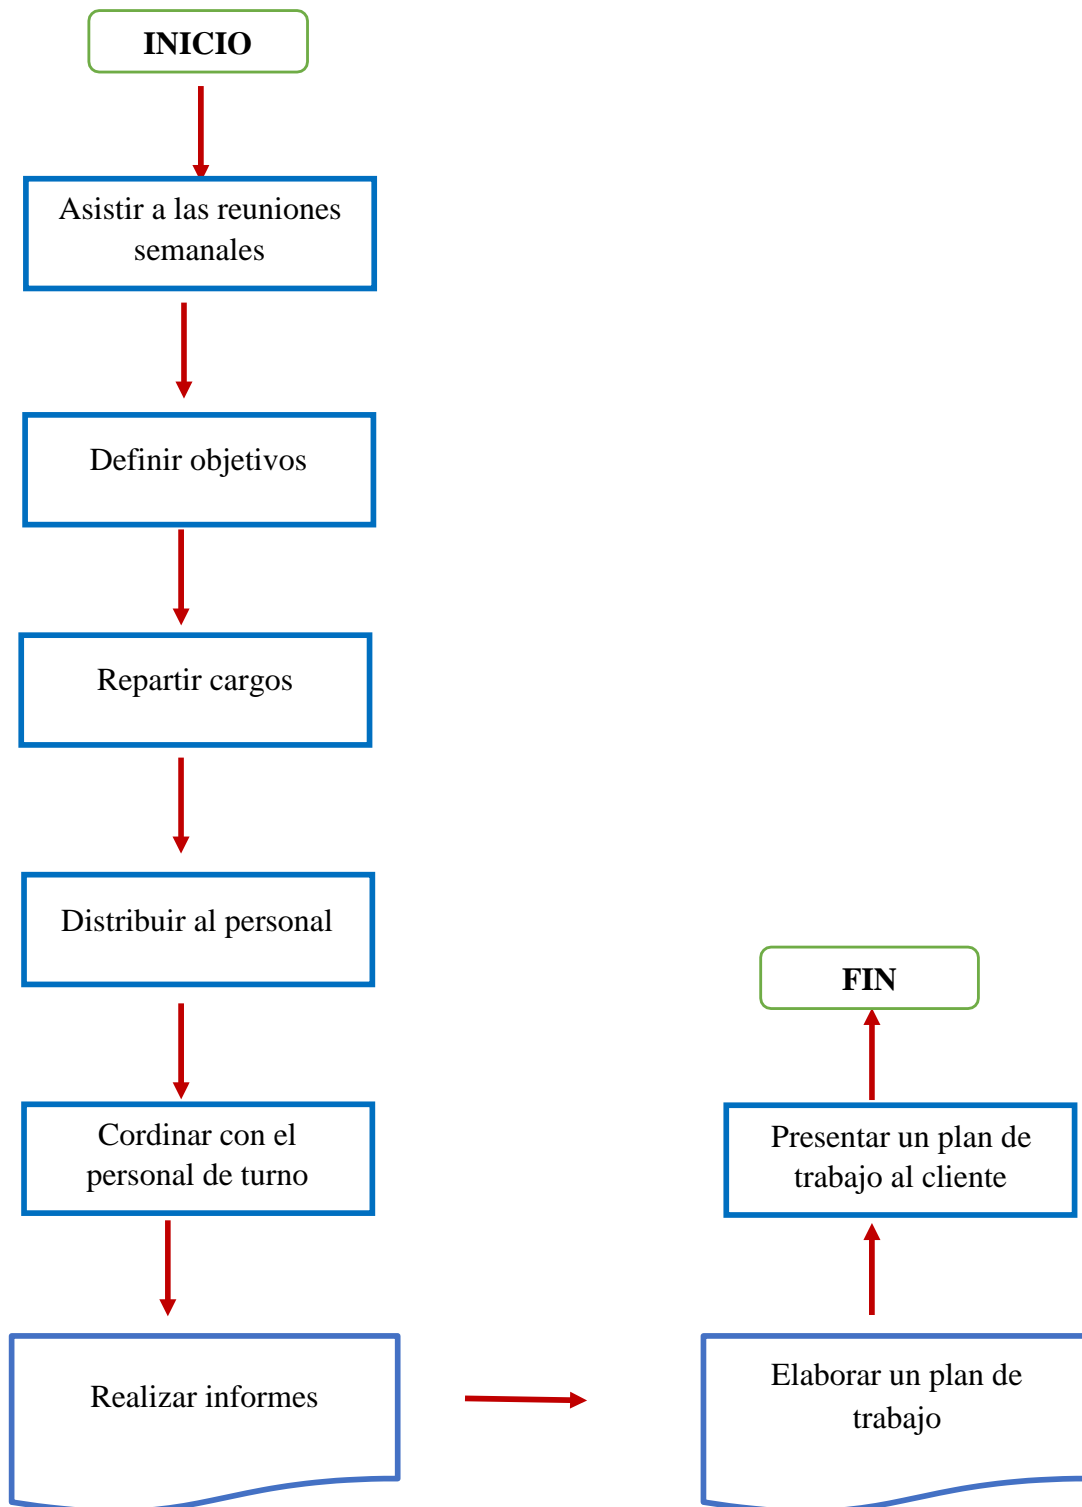 INICIO
Asistir a las reuniones
semanales
Definir objetivos
Repartir cargos
Distribuir al personal
Cordinar con el
personal de turno
Realizar informes
Elaborar un plan de
trabajo
Presentar un plan de
trabajo al cliente
FIN